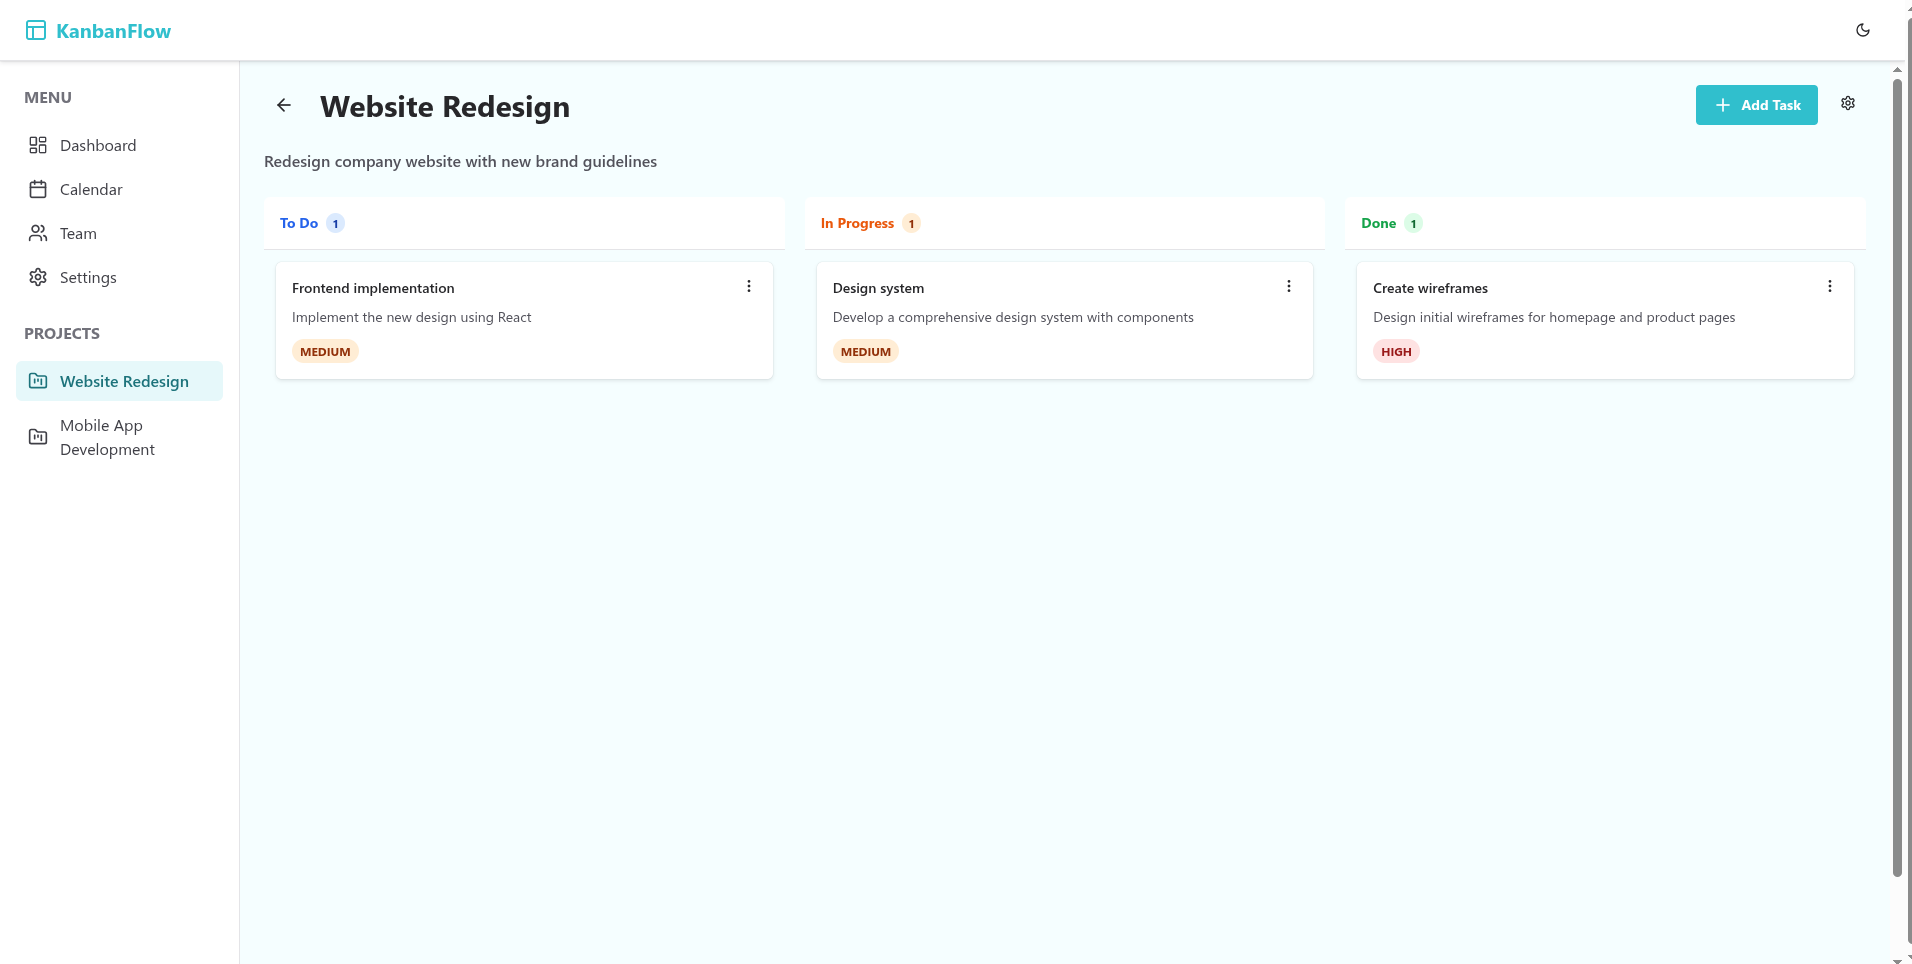 KanbanFlow
MENU
Dashboard
Calendar
Team
Settings
PROJECTS
Website Redesign
Mobile App
Development
Website Redesign
Add Task
Redesign company website with new brand guidelines
To Do 1
Frontend implementation
Implement the new design using React
MEDIUM
In Progress 1
Design system
Develop a comprehensive design system with components
MEDIUM
Done 1
Create wireframes
Design initial wireframes for homepage and product pages
HIGH